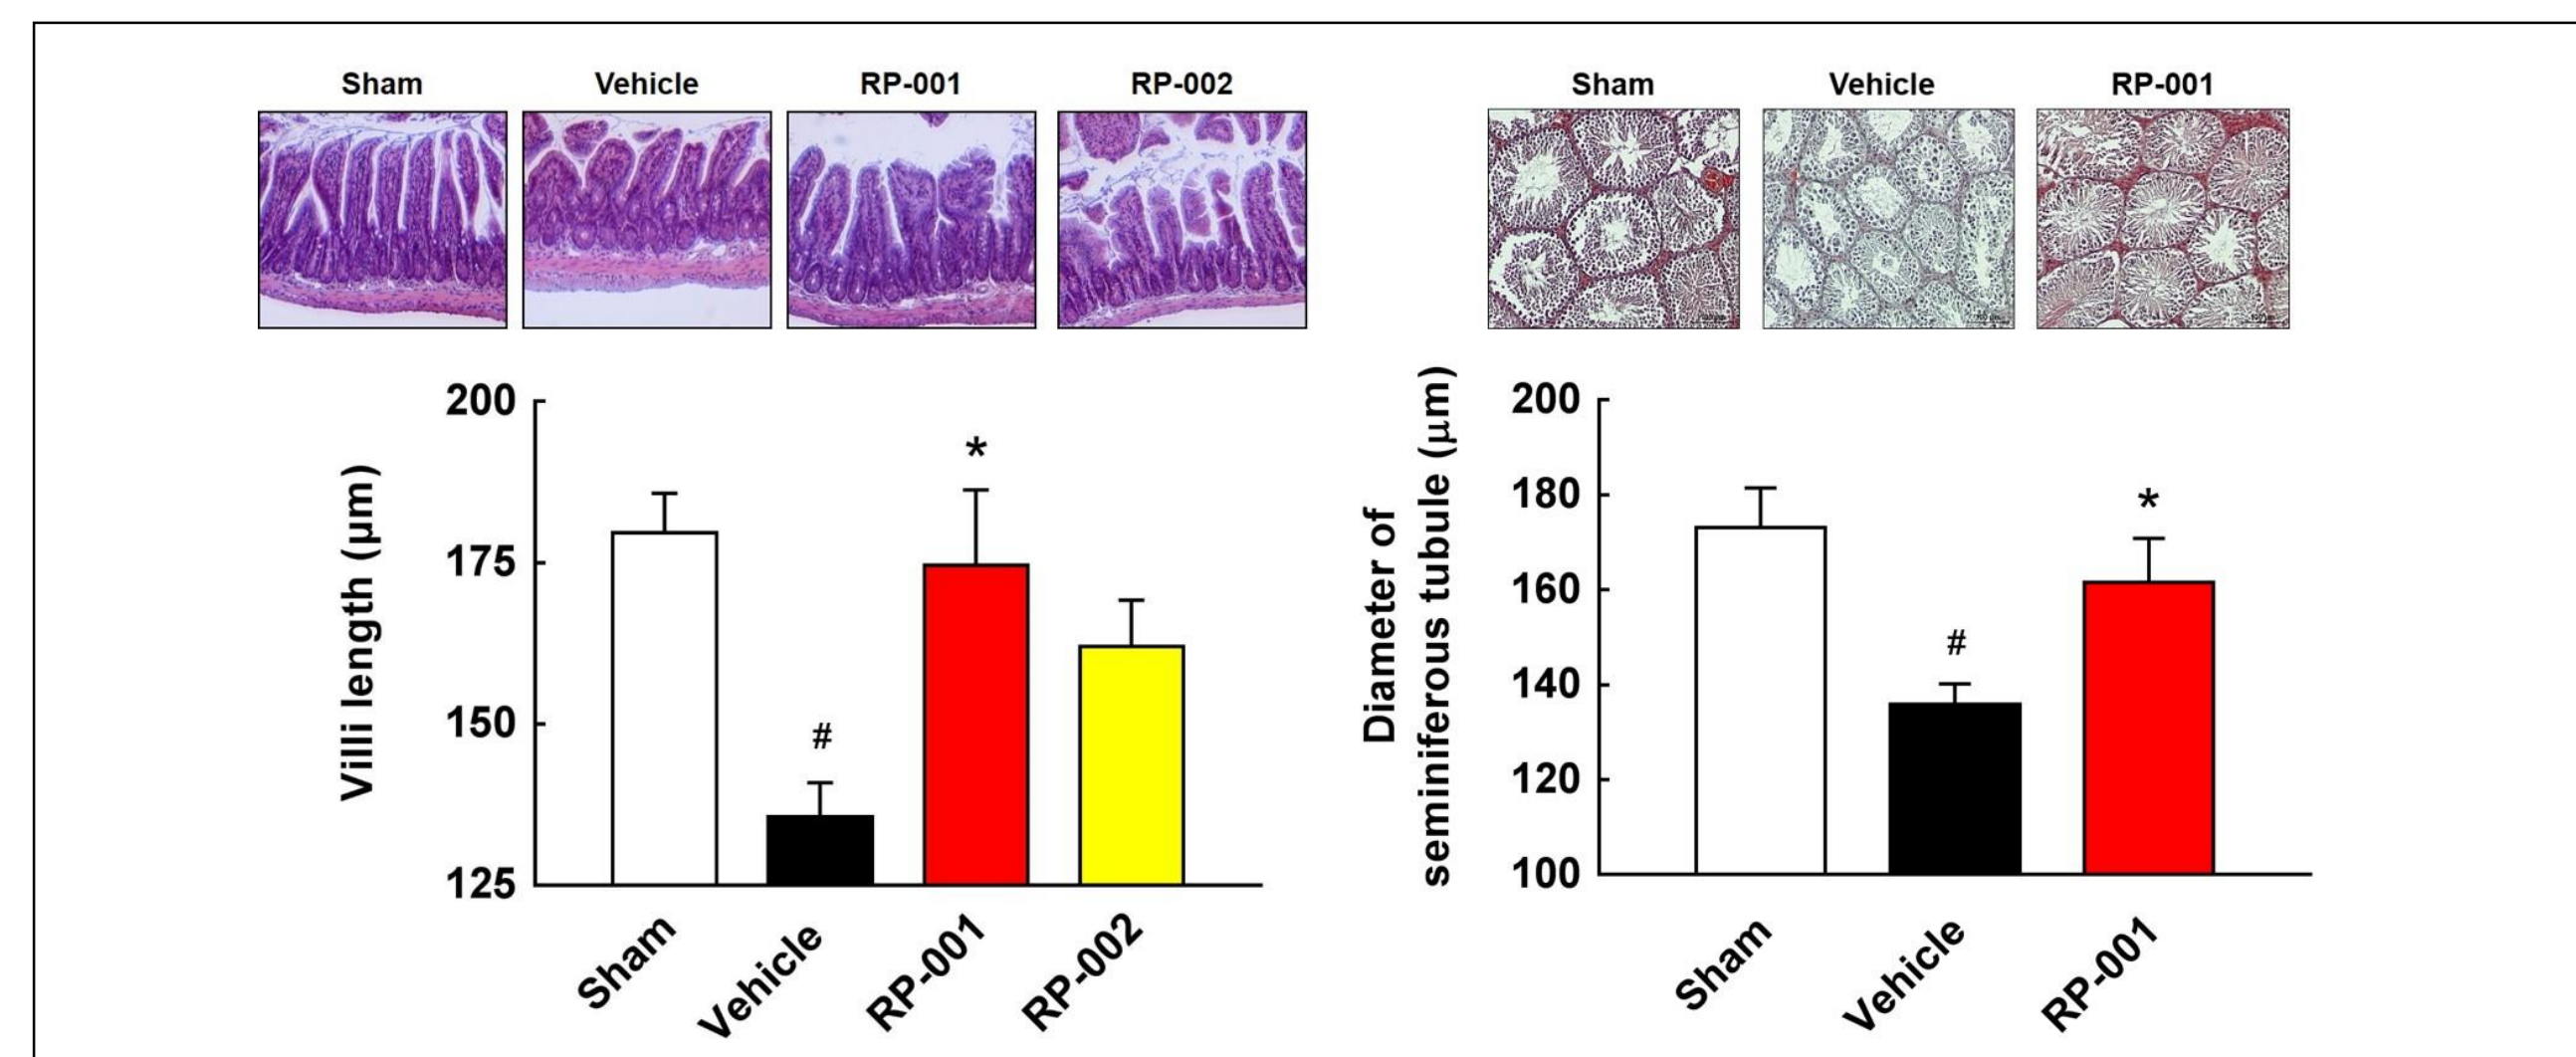 Sham
Vehicle
RP-001
RP-002
Villi length (µm)
200
175
150
125
#
*
Sham
Vehicle
RP-001
RP-002
Sham
Vehicle
RP-001
Diameter of
seminiferous tubule (µm)
200
180
160
140
120
100
#
*
Sham
Vehicle
RP-001